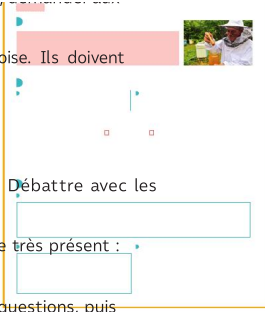 oise. Ils doivent
Débattre avec les
e très présent :
questions, puis